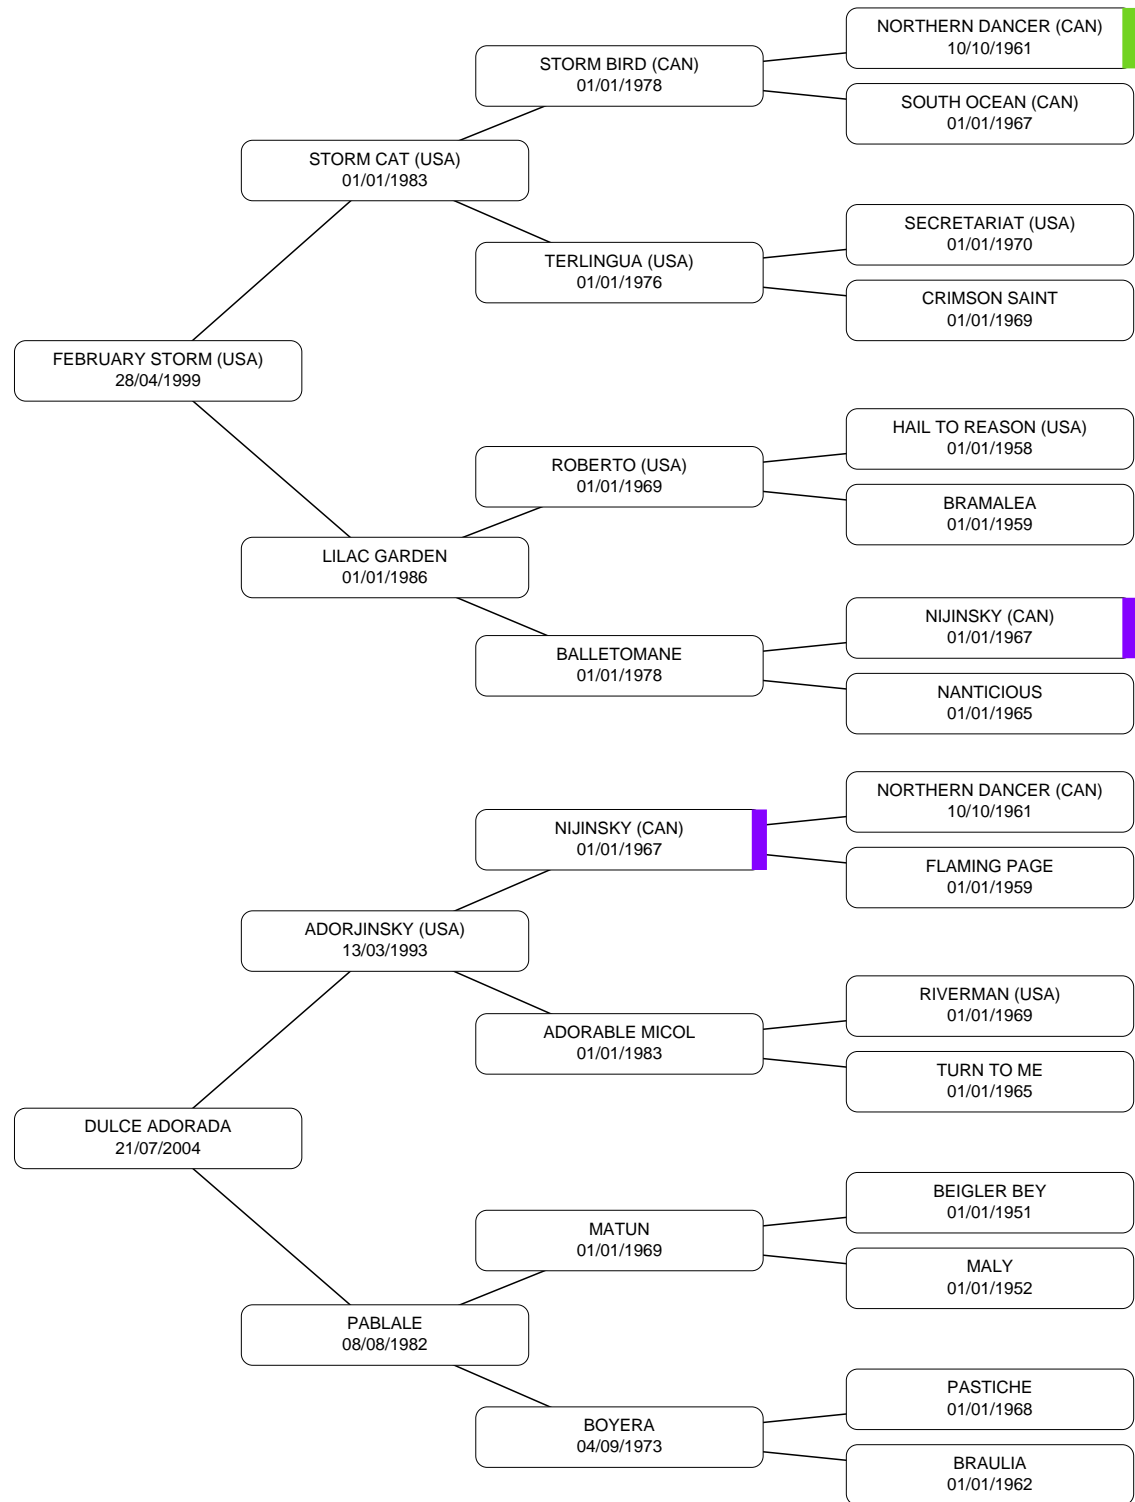 NORTHERN DANCER (CAN)
10/10/1961
STORM BIRD (CAN)
01/01/1978
SOUTH OCEAN (CAN)
01/01/1967
STORM CAT (USA)
01/01/1983
SECRETARIAT (USA)
01/01/1970
TERLINGUA (USA)
01/01/1976
CRIMSON SAINT
01/01/1969
FEBRUARY STORM (USA)
28/04/1999
HAIL TO REASON (USA)
01/01/1958
ROBERTO (USA)
01/01/1969
BRAMALEA
01/01/1959
LILAC GARDEN
01/01/1986
NIJINSKY (CAN)
01/01/1967
BALLETOMANE
01/01/1978
NANTICIOUS
01/01/1965
NORTHERN DANCER (CAN)
10/10/1961
NIJINSKY (CAN)
01/01/1967
FLAMING PAGE
01/01/1959
ADORJINSKY (USA)
13/03/1993
RIVERMAN (USA)
01/01/1969
ADORABLE MICOL
01/01/1983
TURN TO ME
01/01/1965
DULCE ADORADA
21/07/2004
BEIGLER BEY
01/01/1951
MATUN
01/01/1969
MALY
01/01/1952
PABLALE
08/08/1982
PASTICHE
01/01/1968
BOYERA
04/09/1973
BRAULIA
01/01/1962